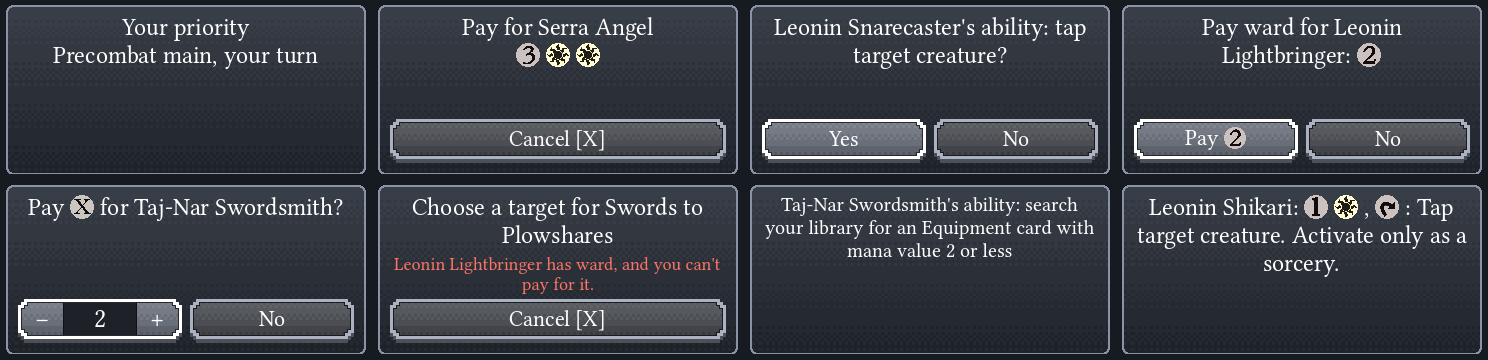 Your priority
Precombat main, your turn
Pay for Serra Angel
3
Cancel [X]
Leonin Snarecaster's ability: tap
target creature?
Yes
No
Pay ward for Leonin
Lightbringer: 2
Pay 2
No
Pay X for Taj-Nar Swordsmith?
− 2 +
No
Choose a target for Swords to
Plowshares
Leonin Lightbringer has ward, and you can't
pay for it.
Cancel [X]
Taj-Nar Swordsmith's ability: search
your library for an Equipment card with
mana value 2 or less
Leonin Shikari: 1 , : Tap
target creature. Activate only as a
sorcery.